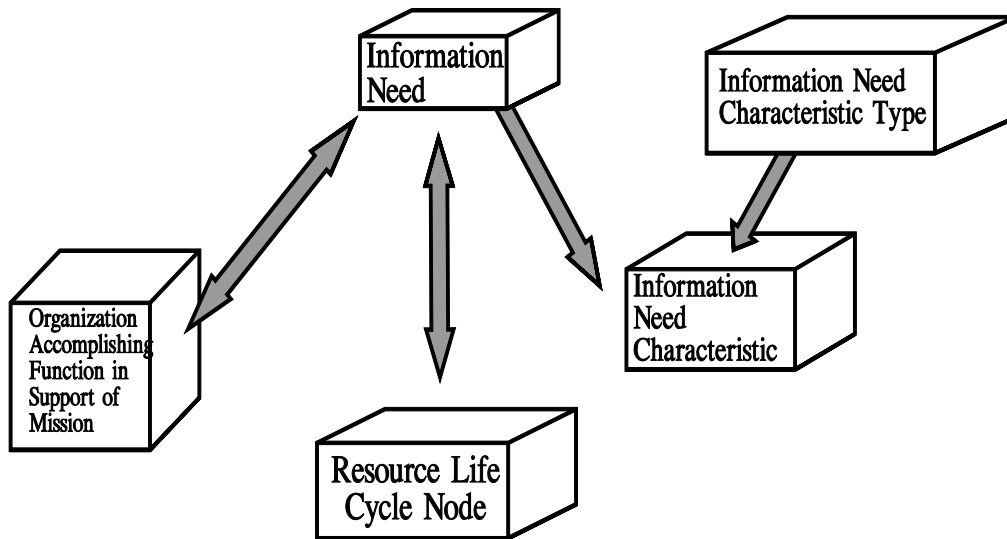 Information
Need
Information Need
Characteristic Type
Information
Need
Characteristic
Organization
Accomplishing
Function in
Support of
Mission
Resource Life
Cycle Node